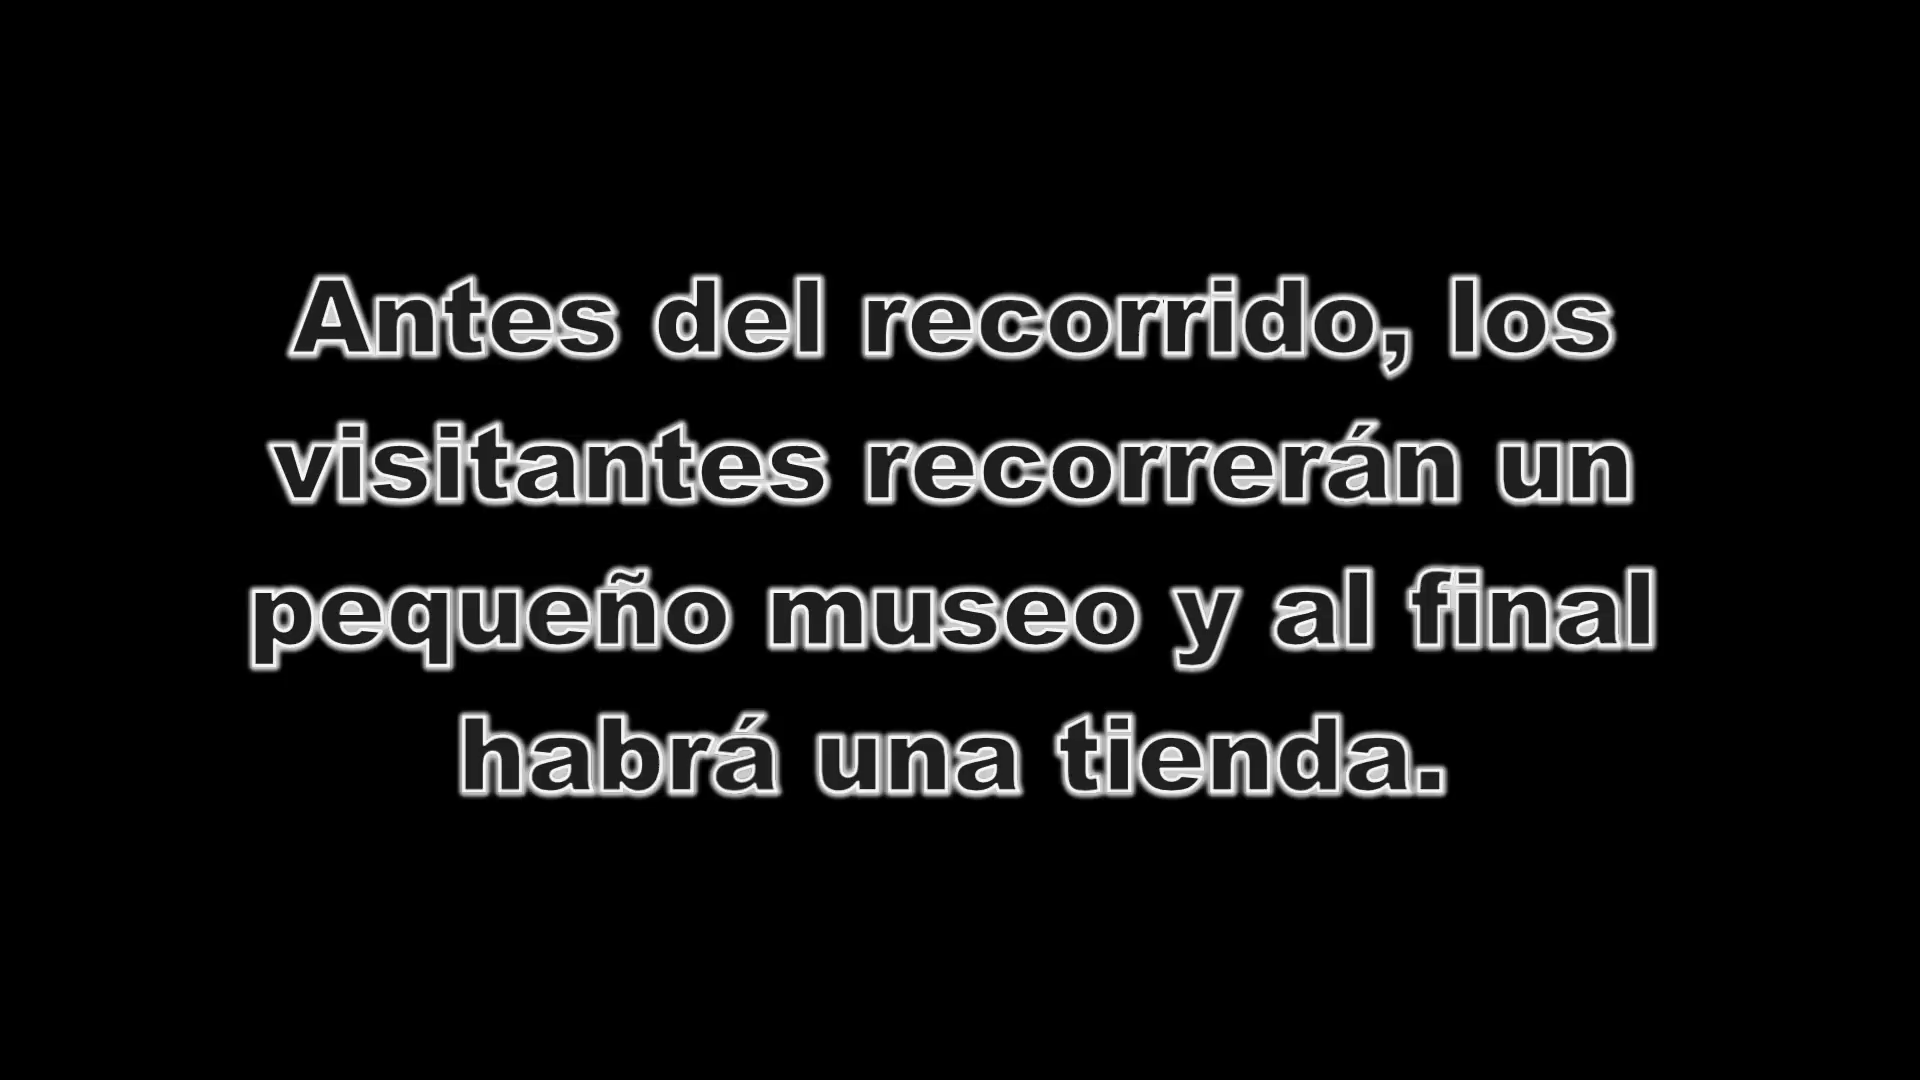 Antes del recorrido, los
visitantes recorrerán un
pequeño museo y al final
habrá una tienda.